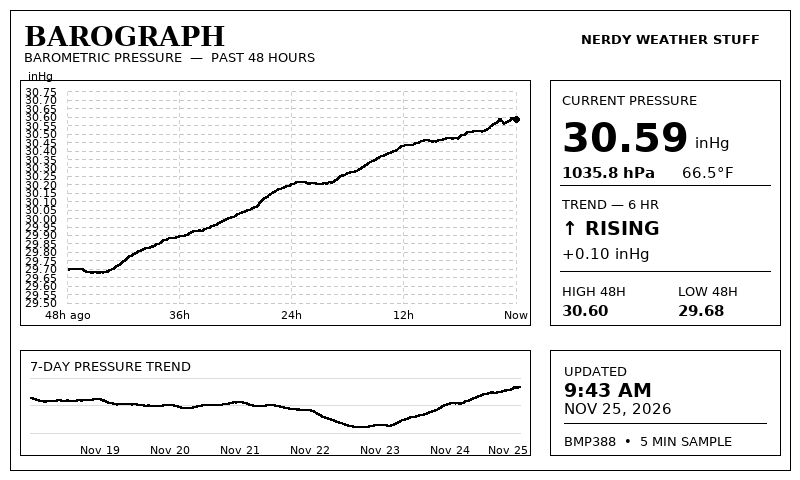 BAROGRAPH
BAROMETRIC PRESSURE — PAST 48 HOURS
NERDY WEATHER STUFF
inHg
30.75
30.70
30.65
30.60
30.55
30.50
30.45
30.40
30.35
30.30
30.25
30.20
30.15
30.10
30.05
30.00
29.95
29.90
29.85
29.80
29.75
29.70
29.65
29.60
29.55
29.50
48h ago 36h 24h 12h Now
CURRENT PRESSURE
30.59 inHg
1035.8 hPa 66.5°F
TREND — 6 HR
↑ RISING
+0.10 inHg
HIGH 48H LOW 48H
30.60 29.68
7-DAY PRESSURE TREND
Nov 19 Nov 20 Nov 21 Nov 22 Nov 23 Nov 24 Nov 25
UPDATED
9:43 AM
NOV 25, 2026
BMP388 • 5 MIN SAMPLE